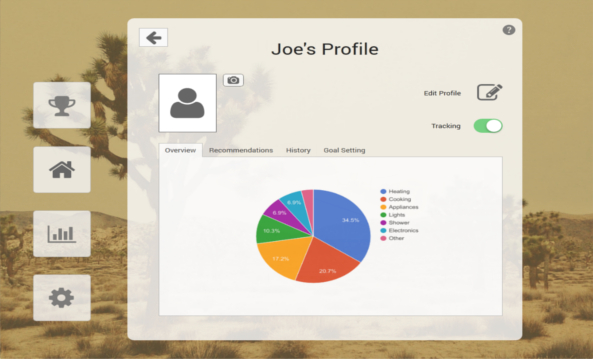 ?
Joe's Profile
Edit Profile
Tracking
Overview Recommendations History Goal Setting
Heating
Cooking
Appliances
Lights
Shower
Electronics
Other
34.5%
20.7%
17.2%
10.3%
6.9%
6.9%